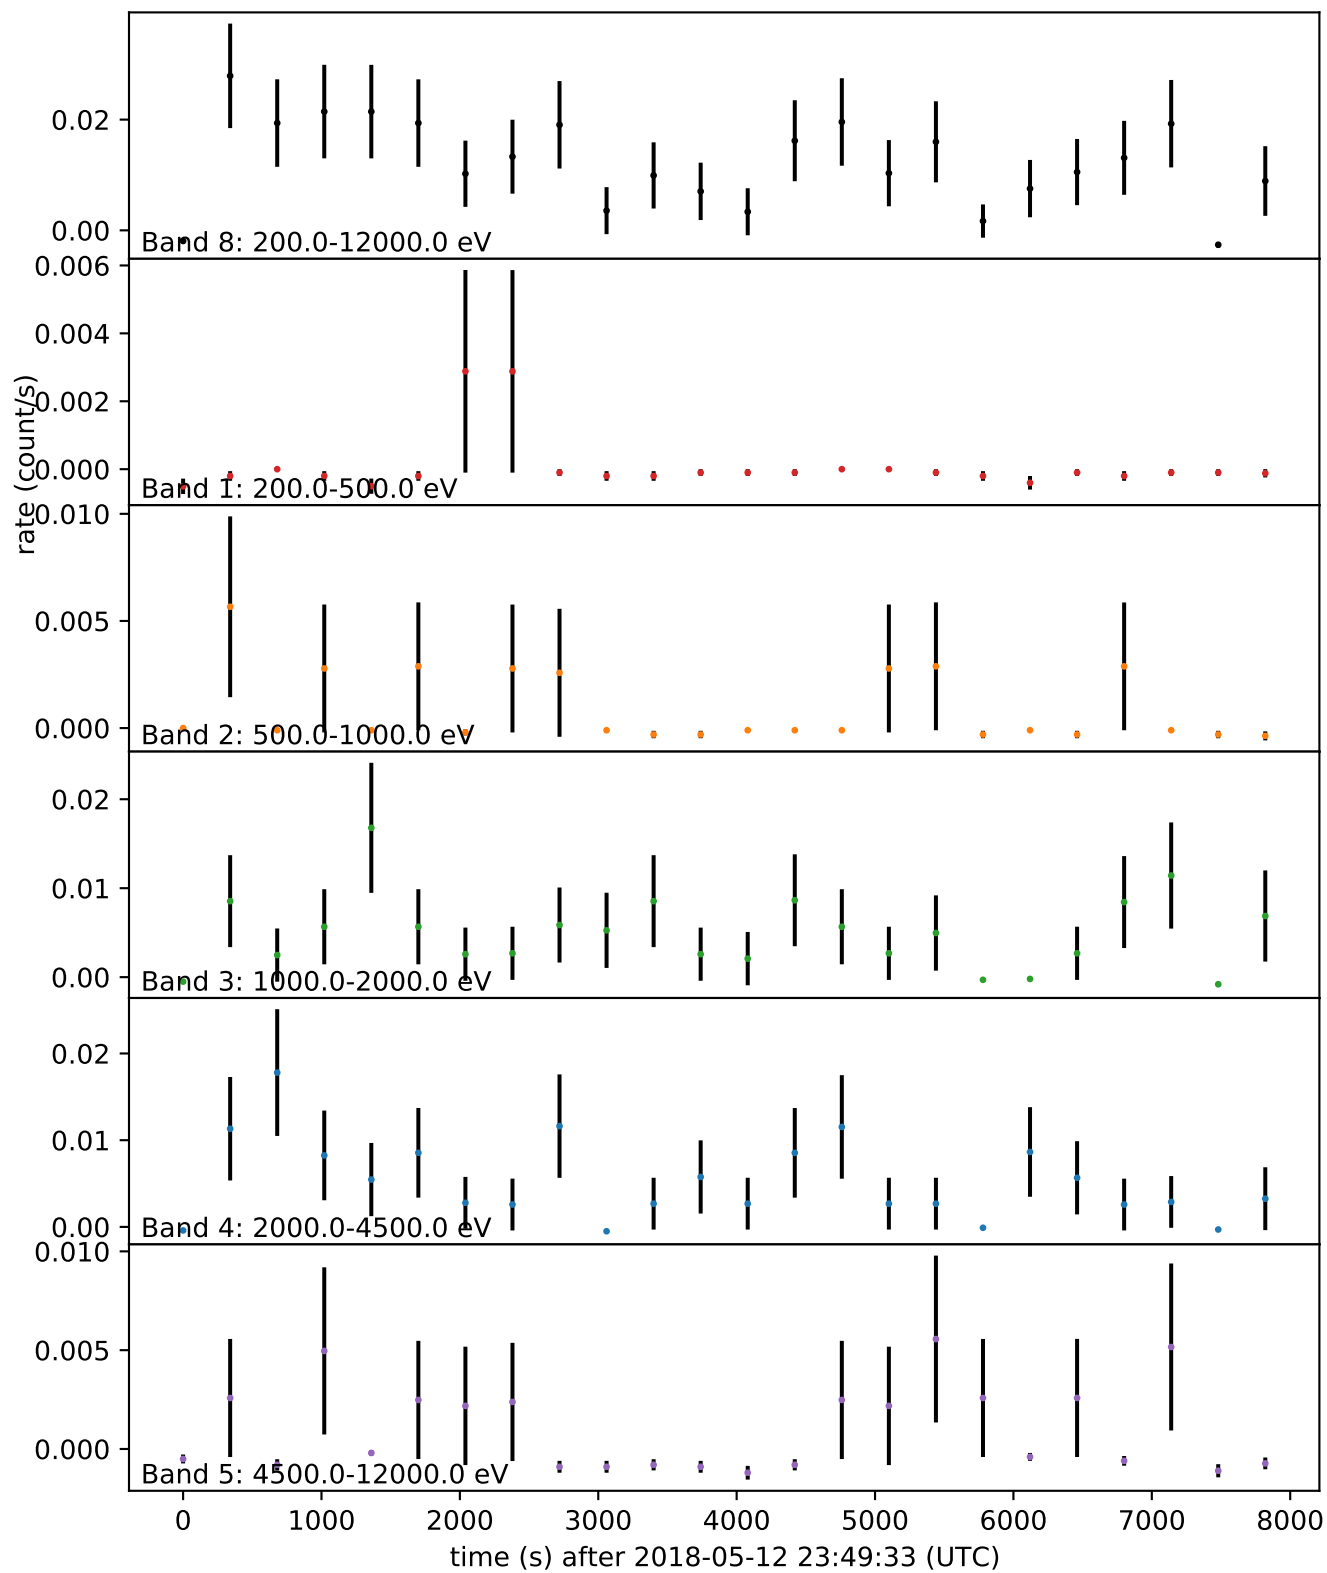 0.02
0.00
Band 8: 200.0-12000.0 eV
0.006
0.004
0.002
0.000
Band 1: 200.0-500.0 eV
rate (count/s)
0.010
0.005
0.000
Band 2: 500.0-1000.0 eV
0.02
0.01
0.00
Band 3: 1000.0-2000.0 eV
0.02
0.01
0.00
Band 4: 2000.0-4500.0 eV
0.010
0.005
0.000
Band 5: 4500.0-12000.0 eV
0 1000 2000 3000 4000 5000 6000 7000 8000
time (s) after 2018-05-12 23:49:33 (UTC)